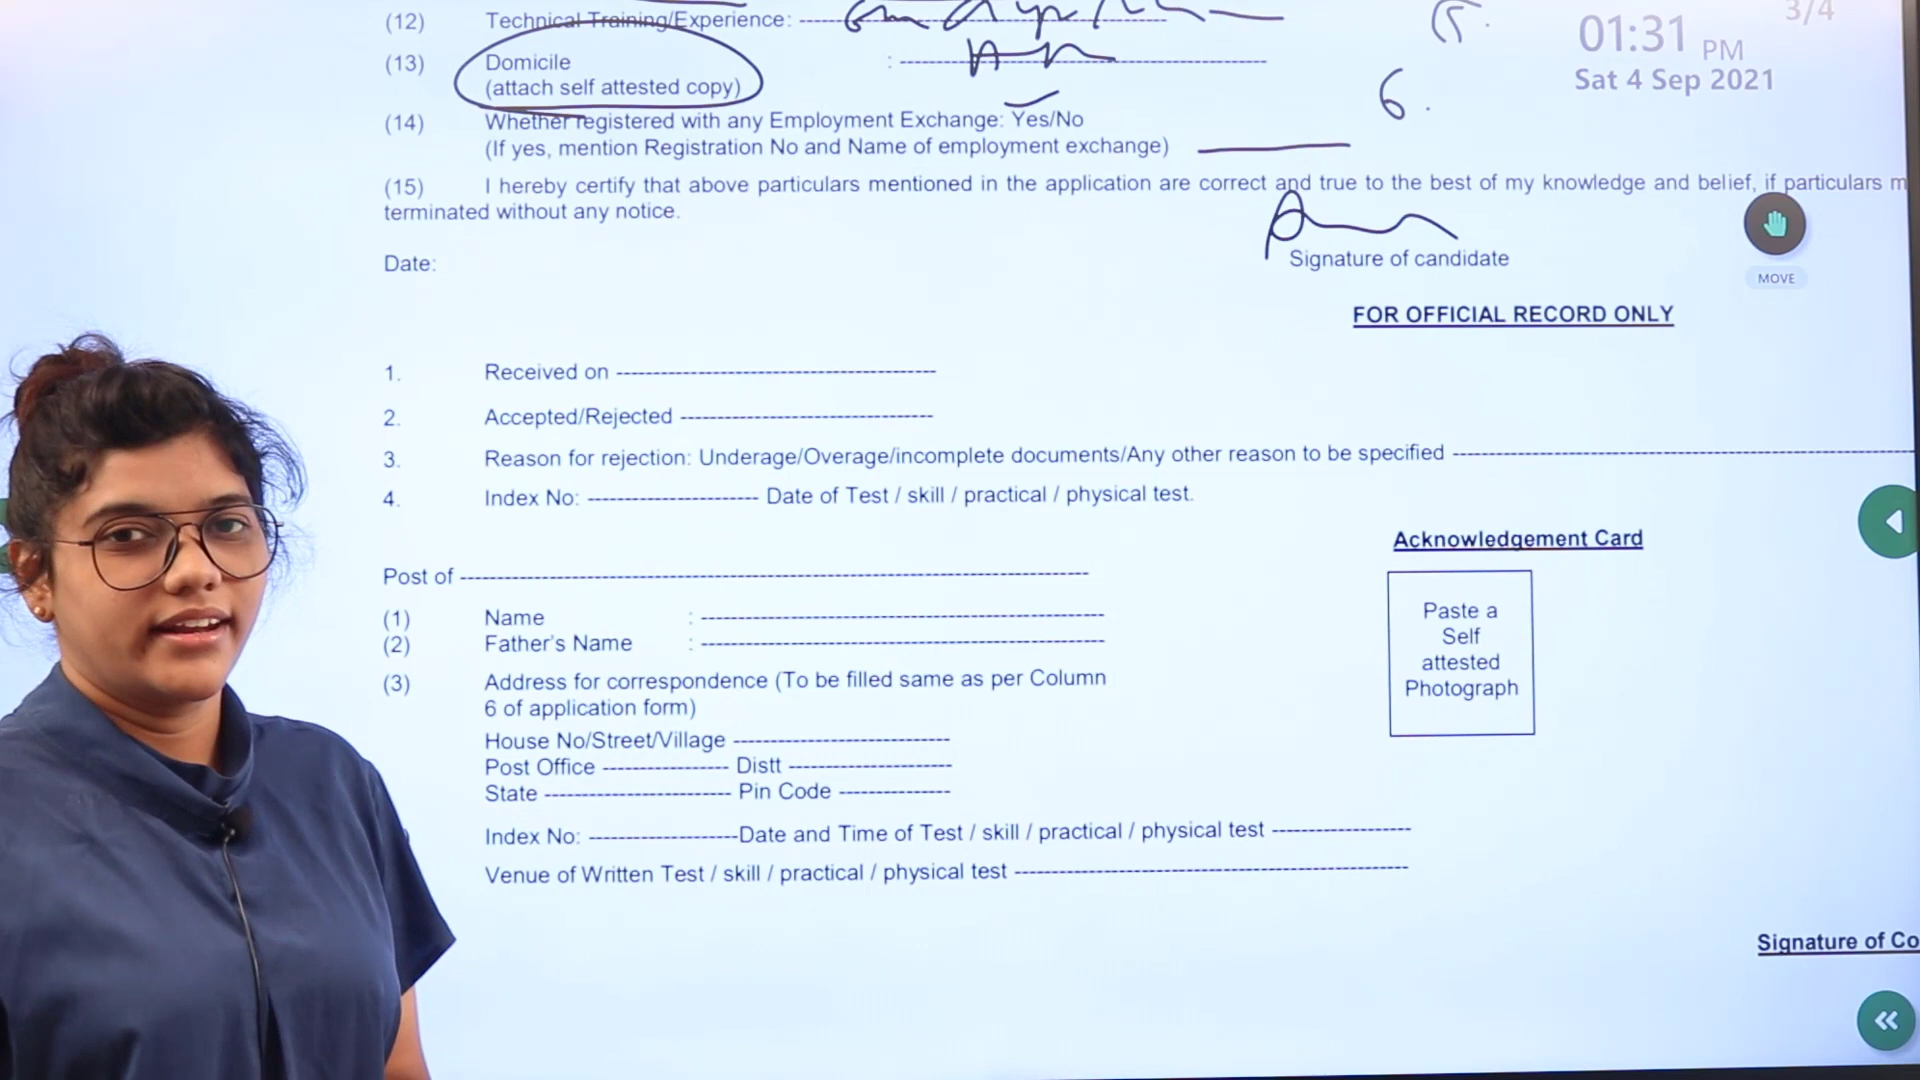 3/4
01:31 PM
Sat 4 Sep 2021
(12) Technical Training/Experience:
(13) Domicile :
(attach self attested copy)
6.
(14) Whether registered with any Employment Exchange: Yes/No
(If yes, mention Registration No and Name of employment exchange)
(15) I hereby certify that above particulars mentioned in the application are correct and true to the best of my knowledge and belief, if particulars m
terminated without any notice.
Date:
Signature of candidate
MOVE
FOR OFFICIAL RECORD ONLY
1. Received on
2. Accepted/Rejected
3. Reason for rejection: Underage/Overage/incomplete documents/Any other reason to be specified
4. Index No: Date of Test / skill / practical / physical test.
Acknowledgement Card
Post of
Paste a
Self
attested
Photograph
(1) Name :
(2) Father's Name :
(3) Address for correspondence (To be filled same as per Column
6 of application form)
House No/Street/Village
Post Office Distt
State Pin Code
Index No: Date and Time of Test / skill / practical / physical test
Venue of Written Test / skill / practical / physical test
Signature of Co